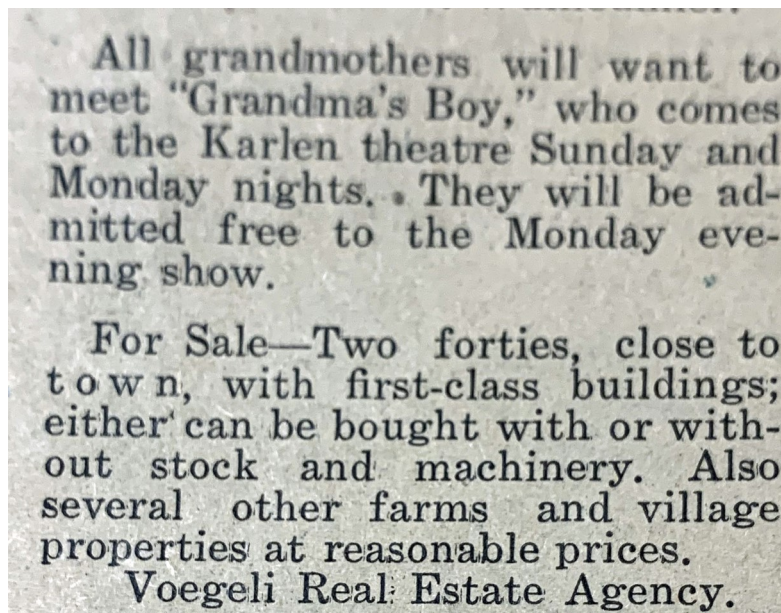 All grandmothers will want to
meet "Grandma's Boy," who comes
to the Karlen theatre Sunday and
Monday nights. They will be ad-
mitted free to the Monday eve-
ning show.
For Sale—Two forties, close to
town, with first-class buildings;
either can be bought with or with-
out stock and machinery. Also
several other farms and village
properties at reasonable prices.
Voegeli Real Estate Agency.